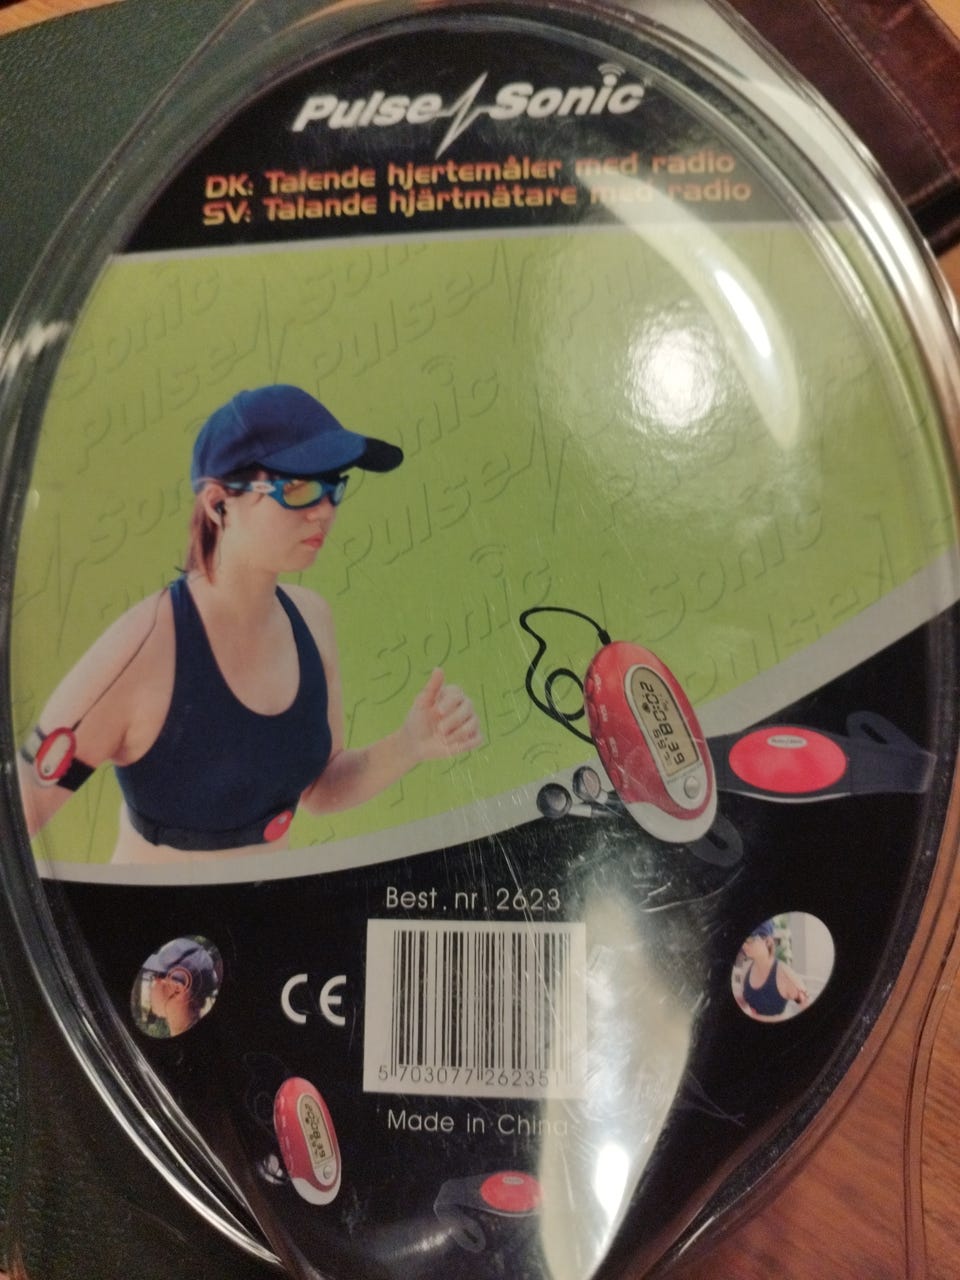 Pulse Sonic
DK: Talende hjertemåler med radio
SV: Talande hjärtmätare med radio
Best. nr. 2623
CE
5 703077 262351
Made in China